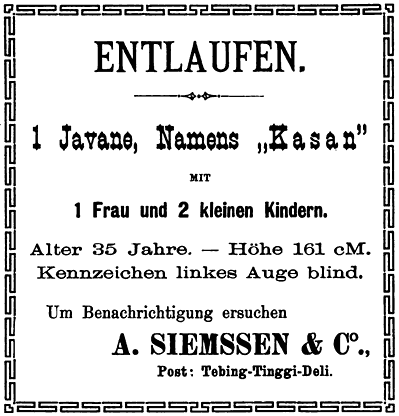 ENTLAUFEN.
1 Javane, Namens „Kasan”
MIT
1 Frau und 2 kleinen Kindern.
Alter 35 Jahre. — Höhe 161 cM.
Kennzeichen linkes Auge blind.
Um Benachrichtigung ersuchen
A. SIEMSSEN & Cº.,
Post: Tebing-Tinggi-Deli.